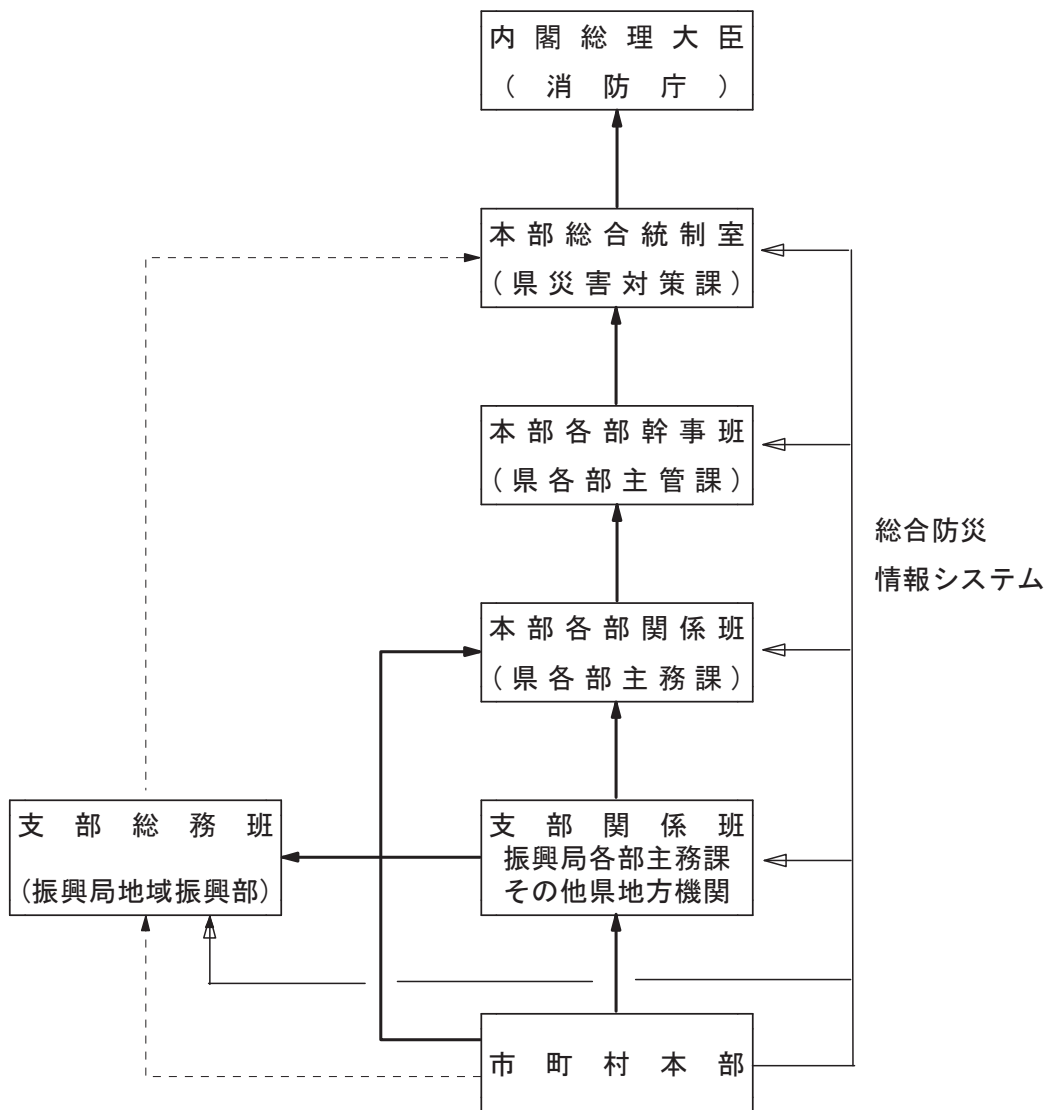 内閣総理大臣
(消防庁)
本部総合統制室
(県災害対策課)
本部各部幹事班
(県各部主管課)
総合防災
情報システム
本部各部関係班
(県各部主務課)
支部総務班
(振興局地域振興部)
支部関係班
振興局各部主務課
その他県地方機関
市町村本部